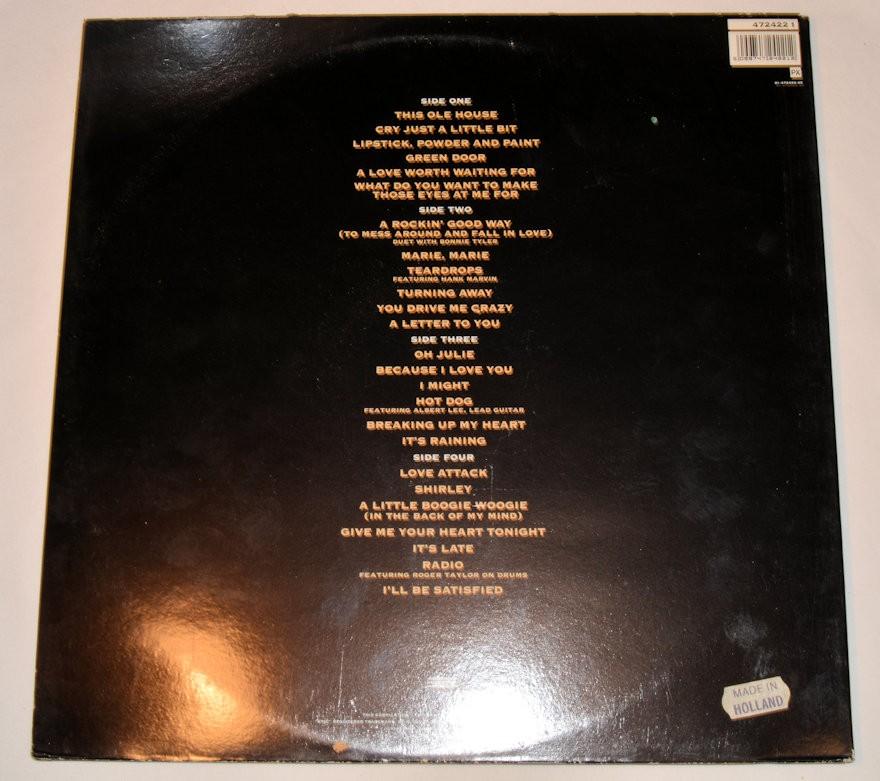 472422 1
PX
SIDE ONE
THIS OLE HOUSE
CRY JUST A LITTLE BIT
LIPSTICK, POWDER AND PAINT
GREEN DOOR
A LOVE WORTH WAITING FOR
WHAT DO YOU WANT TO MAKE
THOSE EYES AT ME FOR
SIDE TWO
A ROCKIN' GOOD WAY
(TO MESS AROUND AND FALL IN LOVE)
DUET WITH BONNIE TYLER
MARIE, MARIE
TEARDROPS
FEATURING HANK MARVIN
TURNING AWAY
YOU DRIVE ME CRAZY
A LETTER TO YOU
SIDE THREE
OH JULIE
BECAUSE I LOVE YOU
I MIGHT
HOT DOG
FEATURING ALBERT LEE, LEAD GUITAR
BREAKING UP MY HEART
IT'S RAINING
SIDE FOUR
LOVE ATTACK
SHIRLEY
A LITTLE BOOGIE WOOGIE
(IN THE BACK OF MY MIND)
GIVE ME YOUR HEART TONIGHT
IT'S LATE
RADIO
FEATURING ROGER TAYLOR ON DRUMS
I'LL BE SATISFIED
THIS COMPILATION
MADE IN
HOLLAND